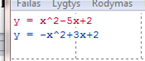 Failas Lygtys Rodymas
y = x^2-5x+2
y = -x^2+3x+2